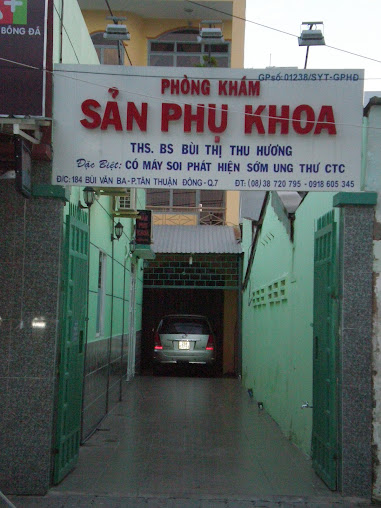 BÓNG ĐÁ
GPsố: 01238/SYT-GPHĐ
PHÒNG KHÁM
SẢN PHỤ KHOA
THS. BS BÙI THỊ THU HƯƠNG
Đặc Biệt: CÓ MÁY SOI PHÁT HIỆN SỚM UNG THƯ CTC
Đ/C: 184 BÙI VĂN BA-P.TÂN THUẬN ĐÔNG-Q.7 ĐT: (08) 38 720 795 - 0918 605 345